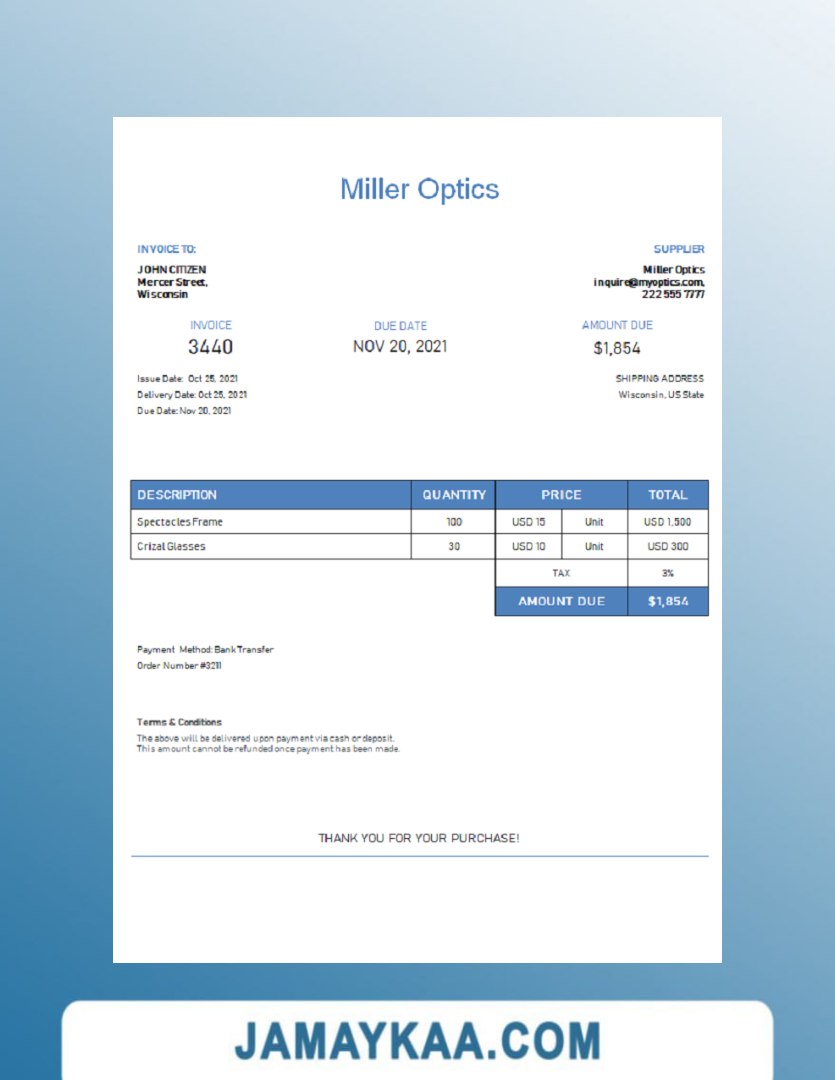 Miller Optics
INVOICE TO:
SUPPLIER
JOHN CITIZEN
Mercer Street,
Wisconsin
Miller Optics
inquire@myoptics.com,
222 555 7777
INVOICE
DUE DATE
AMOUNT DUE
3440
NOV 20, 2021
$1,854
Issue Date: Oct 25, 2021
Delivery Date: Oct 25, 2021
Due Date: Nov 20, 2021
SHIPPING ADDRESS
Wisconsin, US State
DESCRIPTION QUANTITY PRICE TOTAL
Spectacles Frame 100 USD 15 Unit USD 1,500
Crizal Glasses 30 USD 10 Unit USD 300
TAX 3%
AMOUNT DUE $1,854
Payment Method: Bank Transfer
Order Number #3211
Terms & Conditions
The above will be delivered upon payment via cash or deposit.
This amount cannot be refunded once payment has been made.
THANK YOU FOR YOUR PURCHASE!
JAMAYKAA.COM